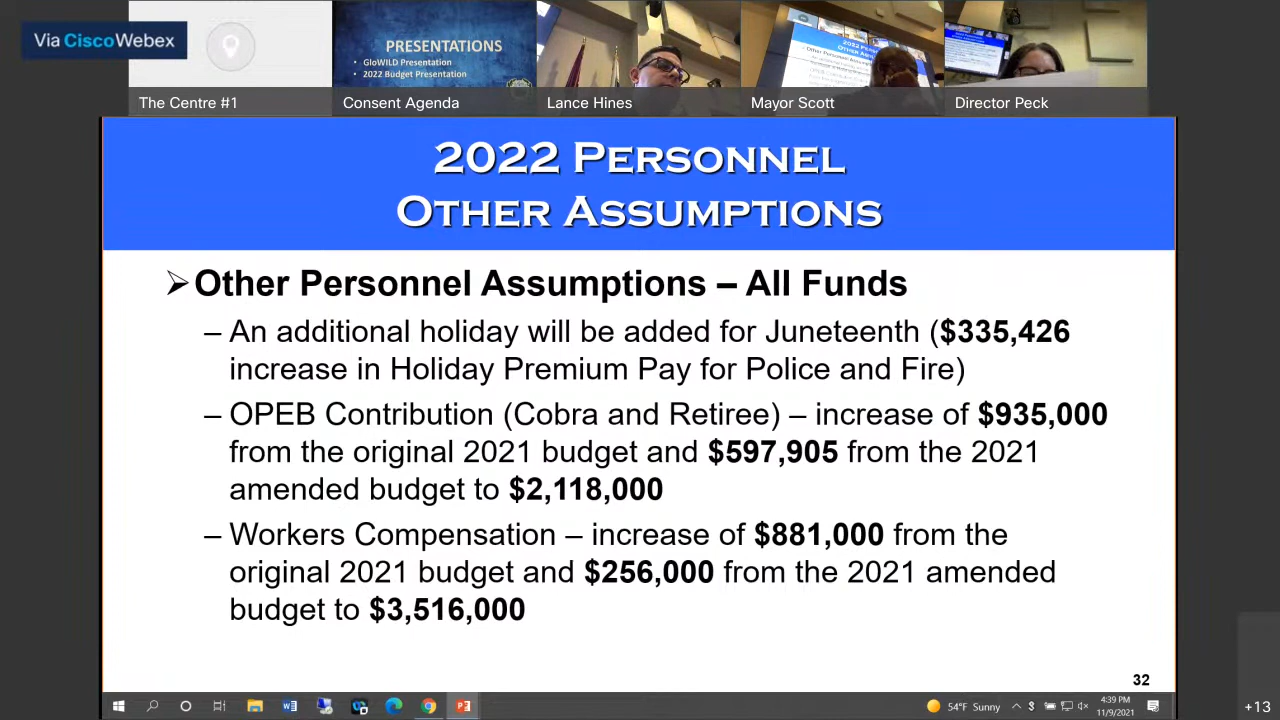 Via CiscoWebex
PRESENTATIONS
• GloWILD Presentation
• 2022 Budget Presentation
The Centre #1
Consent Agenda
Lance Hines
Mayor Scott
Director Peck
2022 PERSONNEL
OTHER ASSUMPTIONS
➢ Other Personnel Assumptions – All Funds
– An additional holiday will be added for Juneteenth ($335,426
increase in Holiday Premium Pay for Police and Fire)
– OPEB Contribution (Cobra and Retiree) – increase of $935,000
from the original 2021 budget and $597,905 from the 2021
amended budget to $2,118,000
– Workers Compensation – increase of $881,000 from the
original 2021 budget and $256,000 from the 2021 amended
budget to $3,516,000
32
54°F Sunny
4:39 PM
11/9/2021
+13